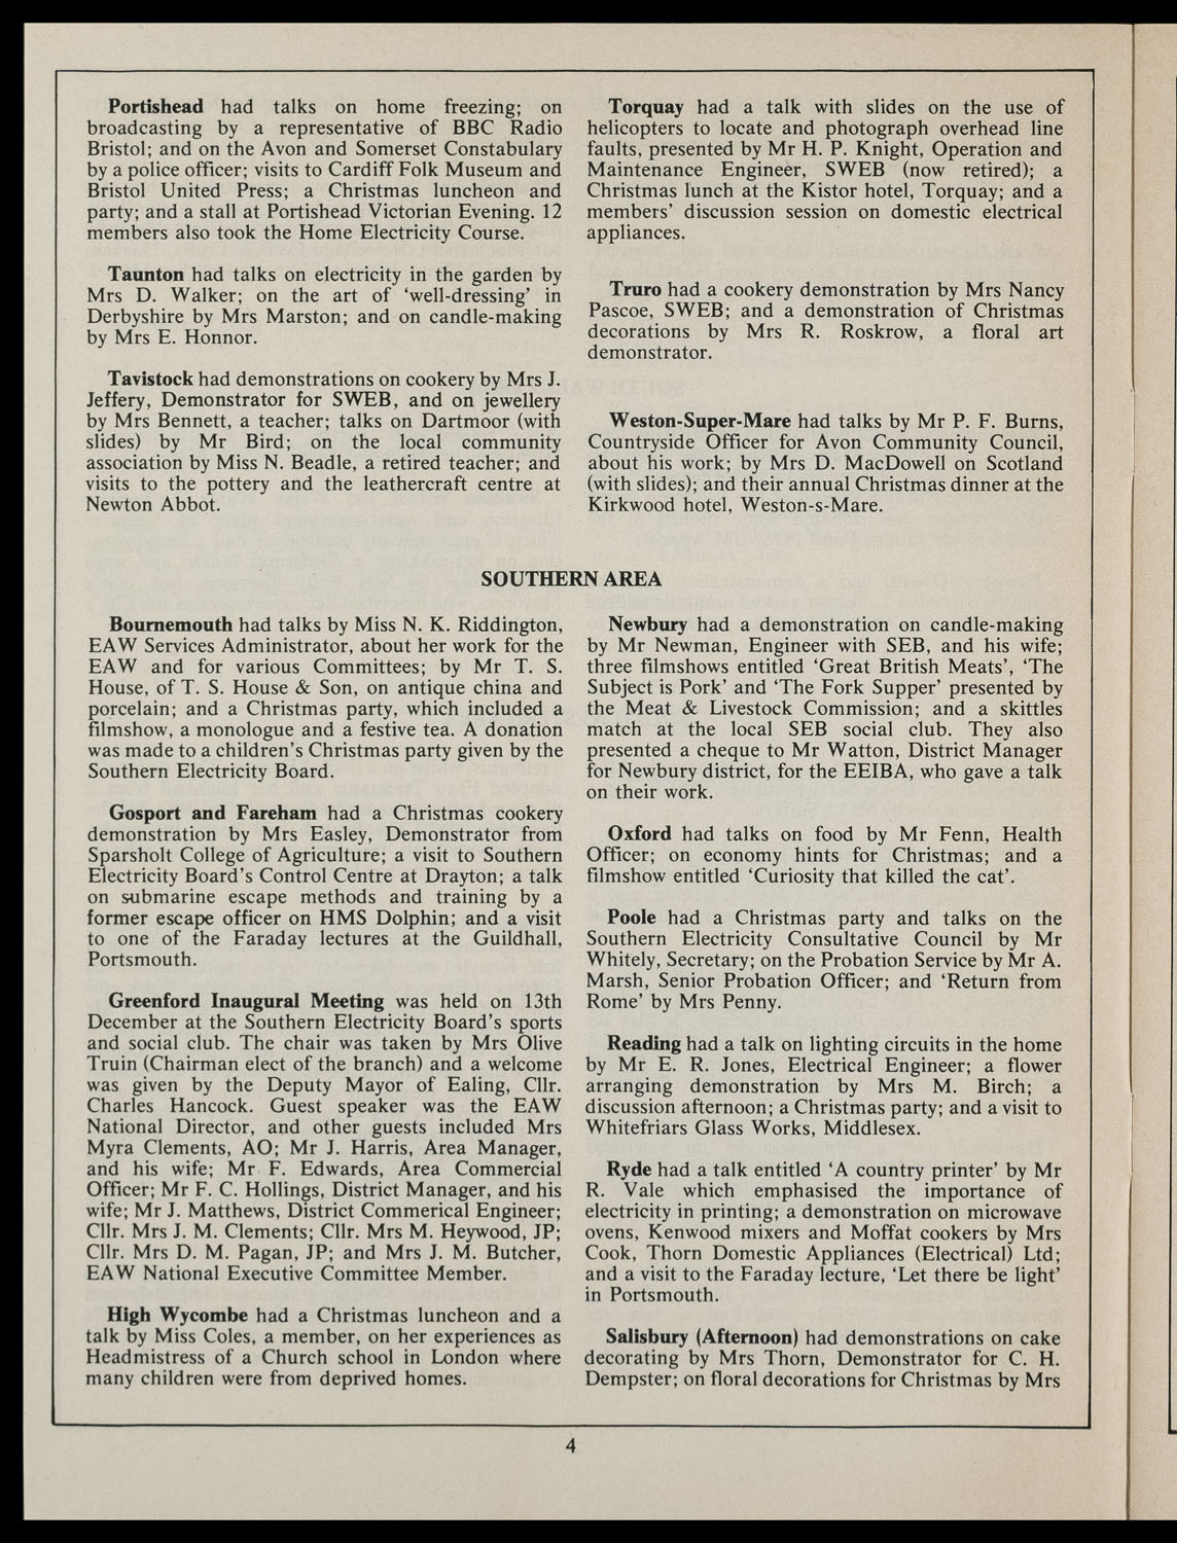 Portishead had talks on home freezing; on
broadcasting by a representative of BBC Radio
Bristol; and on the Avon and Somerset Constabulary
by a police officer; visits to Cardiff Folk Museum and
Bristol United Press; a Christmas luncheon and
party; and a stall at Portishead Victorian Evening. 12
members also took the Home Electricity Course.
Taunton had talks on electricity in the garden by
Mrs D. Walker; on the art of ‘well-dressing’ in
Derbyshire by Mrs Marston; and on candle-making
by Mrs E. Honnor.
Tavistock had demonstrations on cookery by Mrs J.
Jeffery, Demonstrator for SWEB, and on jewellery
by Mrs Bennett, a teacher; talks on Dartmoor (with
slides) by Mr Bird; on the local community
association by Miss N. Beadle, a retired teacher; and
visits to the pottery and the leathercraft centre at
Newton Abbot.
Torquay had a talk with slides on the use of
helicopters to locate and photograph overhead line
faults, presented by Mr H. P. Knight, Operation and
Maintenance Engineer, SWEB (now retired); a
Christmas lunch at the Kistor hotel, Torquay; and a
members’ discussion session on domestic electrical
appliances.
Truro had a cookery demonstration by Mrs Nancy
Pascoe, SWEB; and a demonstration of Christmas
decorations by Mrs R. Roskrow, a floral art
demonstrator.
Weston-Super-Mare had talks by Mr P. F. Burns,
Countryside Officer for Avon Community Council,
about his work; by Mrs D. MacDowell on Scotland
(with slides); and their annual Christmas dinner at the
Kirkwood hotel, Weston-s-Mare.
SOUTHERN AREA
Bournemouth had talks by Miss N. K. Riddington,
EAW Services Administrator, about her work for the
EAW and for various Committees; by Mr T. S.
House, of T. S. House & Son, on antique china and
porcelain; and a Christmas party, which included a
filmshow, a monologue and a festive tea. A donation
was made to a children’s Christmas party given by the
Southern Electricity Board.
Gosport and Fareham had a Christmas cookery
demonstration by Mrs Easley, Demonstrator from
Sparsholt College of Agriculture; a visit to Southern
Electricity Board’s Control Centre at Drayton; a talk
on submarine escape methods and training by a
former escape officer on HMS Dolphin; and a visit
to one of the Faraday lectures at the Guildhall,
Portsmouth.
Greenford Inaugural Meeting was held on 13th
December at the Southern Electricity Board’s sports
and social club. The chair was taken by Mrs Olive
Truin (Chairman elect of the branch) and a welcome
was given by the Deputy Mayor of Ealing, Cllr.
Charles Hancock. Guest speaker was the EAW
National Director, and other guests included Mrs
Myra Clements, AO; Mr J. Harris, Area Manager,
and his wife; Mr F. Edwards, Area Commercial
Officer; Mr F. C. Hollings, District Manager, and his
wife; Mr J. Matthews, District Commerical Engineer;
Cllr. Mrs J. M. Clements; Cllr. Mrs M. Heywood, JP;
Cllr. Mrs D. M. Pagan, JP; and Mrs J. M. Butcher,
EAW National Executive Committee Member.
High Wycombe had a Christmas luncheon and a
talk by Miss Coles, a member, on her experiences as
Headmistress of a Church school in London where
many children were from deprived homes.
Newbury had a demonstration on candle-making
by Mr Newman, Engineer with SEB, and his wife;
three filmshows entitled ‘Great British Meats’, ‘The
Subject is Pork’ and ‘The Fork Supper’ presented by
the Meat & Livestock Commission; and a skittles
match at the local SEB social club. They also
presented a cheque to Mr Watton, District Manager
for Newbury district, for the EEIBA, who gave a talk
on their work.
Oxford had talks on food by Mr Fenn, Health
Officer; on economy hints for Christmas; and a
filmshow entitled ‘Curiosity that killed the cat’.
Poole had a Christmas party and talks on the
Southern Electricity Consultative Council by Mr
Whitely, Secretary; on the Probation Service by Mr A.
Marsh, Senior Probation Officer; and ‘Return from
Rome’ by Mrs Penny.
Reading had a talk on lighting circuits in the home
by Mr E. R. Jones, Electrical Engineer; a flower
arranging demonstration by Mrs M. Birch; a
discussion afternoon; a Christmas party; and a visit to
Whitefriars Glass Works, Middlesex.
Ryde had a talk entitled ‘A country printer’ by Mr
R. Vale which emphasised the importance of
electricity in printing; a demonstration on microwave
ovens, Kenwood mixers and Moffat cookers by Mrs
Cook, Thorn Domestic Appliances (Electrical) Ltd;
and a visit to the Faraday lecture, ‘Let there be light’
in Portsmouth.
Salisbury (Afternoon) had demonstrations on cake
decorating by Mrs Thorn, Demonstrator for C. H.
Dempster; on floral decorations for Christmas by Mrs
4